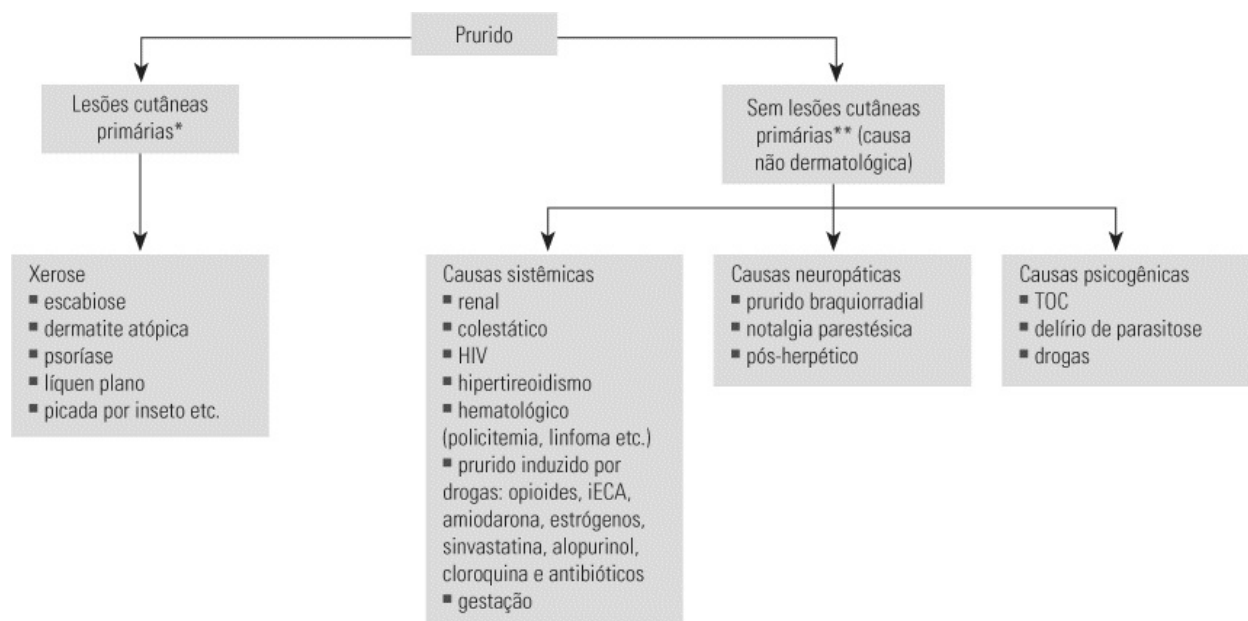 Prurido
Lesões cutâneas
primárias*
Sem lesões cutâneas
primárias** (causa
não dermatológica)
Xerose
▪ escabiose
▪ dermatite atópica
▪ psoríase
▪ líquen plano
▪ picada por inseto etc.
Causas sistêmicas
▪ renal
▪ colestático
▪ HIV
▪ hipertireoidismo
▪ hematológico
(policitemia, linfoma etc.)
▪ prurido induzido por
drogas: opioides, iECA,
amiodarona, estrógenos,
sinvastatina, alopurinol,
cloroquina e antibióticos
▪ gestação
Causas neuropáticas
▪ prurido braquiorradial
▪ notalgia parestésica
▪ pós-herpético
Causas psicogênicas
▪ TOC
▪ delírio de parasitose
▪ drogas